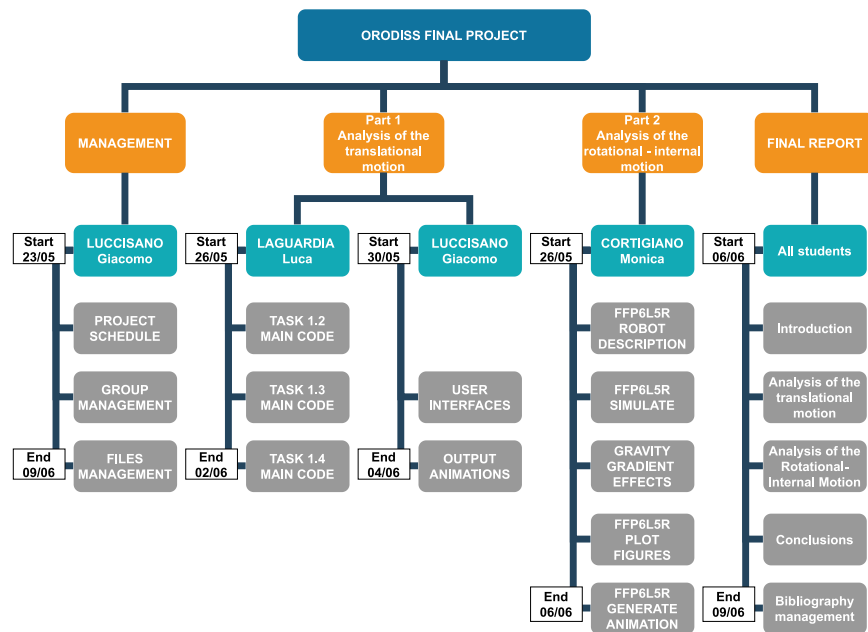 ORODISS FINAL PROJECT
MANAGEMENT
Part 1
Analysis of the
translational
motion
Part 2
Analysis of the
rotational - internal
motion
FINAL REPORT
Start
23/05
LUCCISANO
Giacomo
Start
26/05
LAGUARDIA
Luca
Start
30/05
LUCCISANO
Giacomo
Start
26/05
CORTIGIANO
Monica
Start
06/06
All students
PROJECT
SCHEDULE
TASK 1.2
MAIN CODE
FFP6L5R
ROBOT
DESCRIPTION
Introduction
GROUP
MANAGEMENT
TASK 1.3
MAIN CODE
USER
INTERFACES
FFP6L5R
SIMULATE
Analysis of the
translational
motion
End
09/06
FILES
MANAGEMENT
End
02/06
TASK 1.4
MAIN CODE
End
04/06
OUTPUT
ANIMATIONS
GRAVITY
GRADIENT
EFFECTS
Analysis of the
Rotational-
Internal Motion
FFP6L5R
PLOT
FIGURES
Conclusions
End
06/06
FFP6L5R
GENERATE
ANIMATION
End
09/06
Bibliography
management